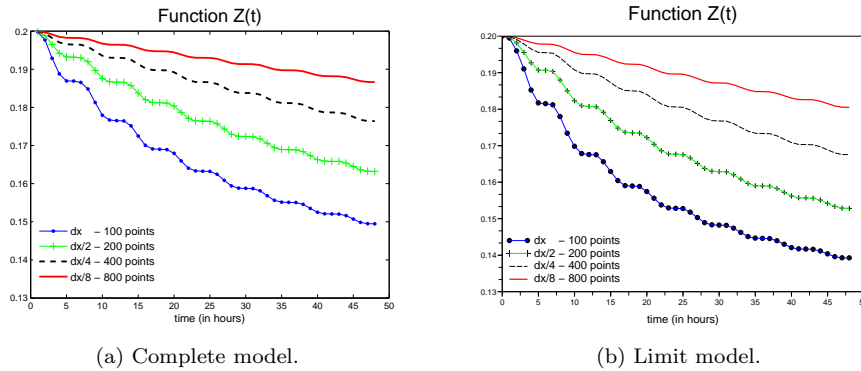 Function Z(t)
0.2
0.19
0.18
0.17
0.16
0.15
0.14
0.13
dx – 100 points
dx/2 – 200 points
dx/4 – 400 points
dx/8 – 800 points
0 5 10 15 20 25 30 35 40 45 50
time (in hours)
(a) Complete model.
Function Z(t)
0.20
0.19
0.18
0.17
0.16
0.15
0.14
0.13
dx – 100 points
dx/2 – 200 points
dx/4 – 400 points
dx/8 – 800 points
0 5 10 15 20 25 30 35 40 45 50
time (in hours)
(b) Limit model.